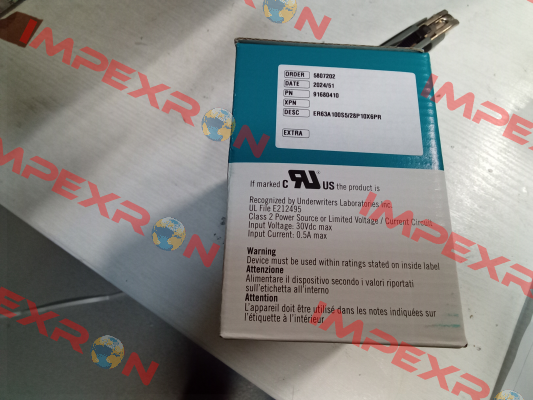 ORDER 5607202
DATE 2024/51
PN 91680410
XPN
DESC ER63A100S5/28P10X6PR
EXTRA
If marked C RU US the product is
Recognized by Underwriters Laboratories Inc.
UL File E212495
Class 2 Power Source or Limited Voltage / Current Circuit
Input Voltage: 30Vdc max
Input Current: 0.5A max
Warning
Device must be used within ratings stated on inside label
Attenzione
Alimentare il dispositivo secondo i valori riportati
sull'etichetta all'interno
Attention
L'appareil doit être utilisé dans les notes indiquées sur
l'étiquette à l'intérieur
IMPEXRON
IMPEXRON
IMPEXRON
IMPEXRON
IMPEXRON
IMPEXRON